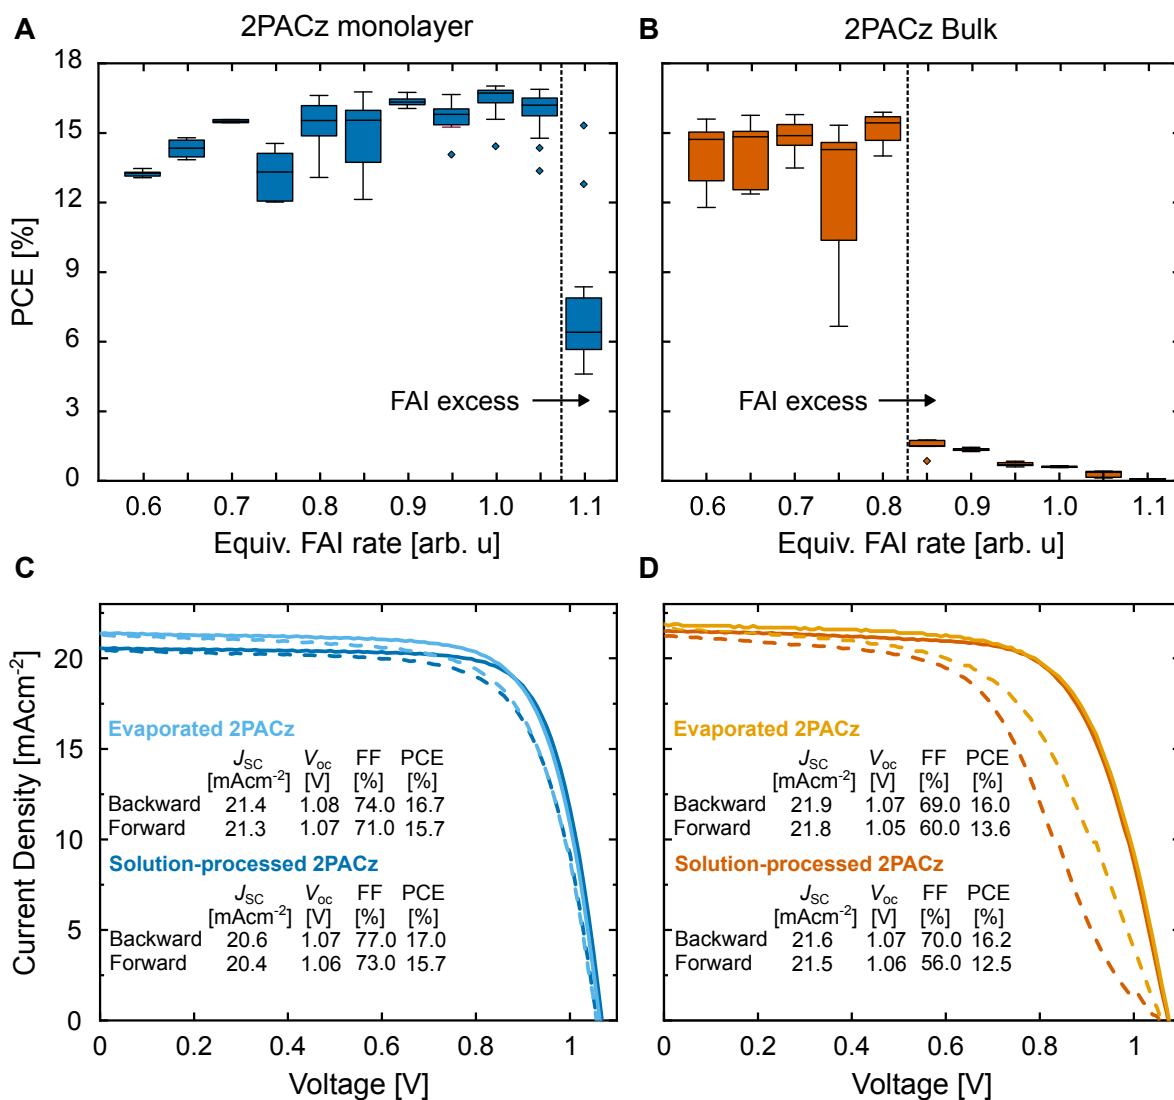 A
2PACz monolayer
B
2PACz Bulk
PCE [%]
18
15
12
9
6
3
0
FAI excess
FAI excess
0.6 0.7 0.8 0.9 1.0 1.1
0.6 0.7 0.8 0.9 1.0 1.1
Equiv. FAI rate [arb. u]
Equiv. FAI rate [arb. u]
C
D
Current Density [mAcm-2]
20
15
10
5
0
Evaporated 2PACz
JSC Voc FF PCE
[mAcm-2] [V] [%] [%]
Backward 21.4 1.08 74.0 16.7
Forward 21.3 1.07 71.0 15.7
Solution-processed 2PACz
JSC Voc FF PCE
[mAcm-2] [V] [%] [%]
Backward 20.6 1.07 77.0 17.0
Forward 20.4 1.06 73.0 15.7
0 0.2 0.4 0.6 0.8 1
Voltage [V]
Evaporated 2PACz
JSC Voc FF PCE
[mAcm-2] [V] [%] [%]
Backward 21.9 1.07 69.0 16.0
Forward 21.8 1.05 60.0 13.6
Solution-processed 2PACz
JSC Voc FF PCE
[mAcm-2] [V] [%] [%]
Backward 21.6 1.07 70.0 16.2
Forward 21.5 1.06 56.0 12.5
0 0.2 0.4 0.6 0.8 1
Voltage [V]